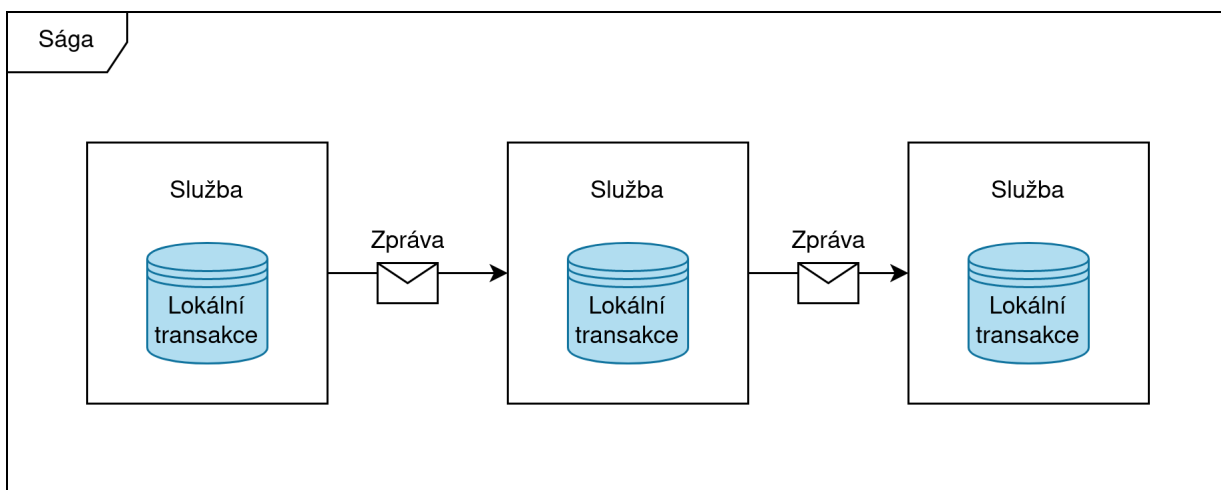 Sága
Služba
Zpráva
Služba
Zpráva
Služba
Lokální
transakce
Lokální
transakce
Lokální
transakce